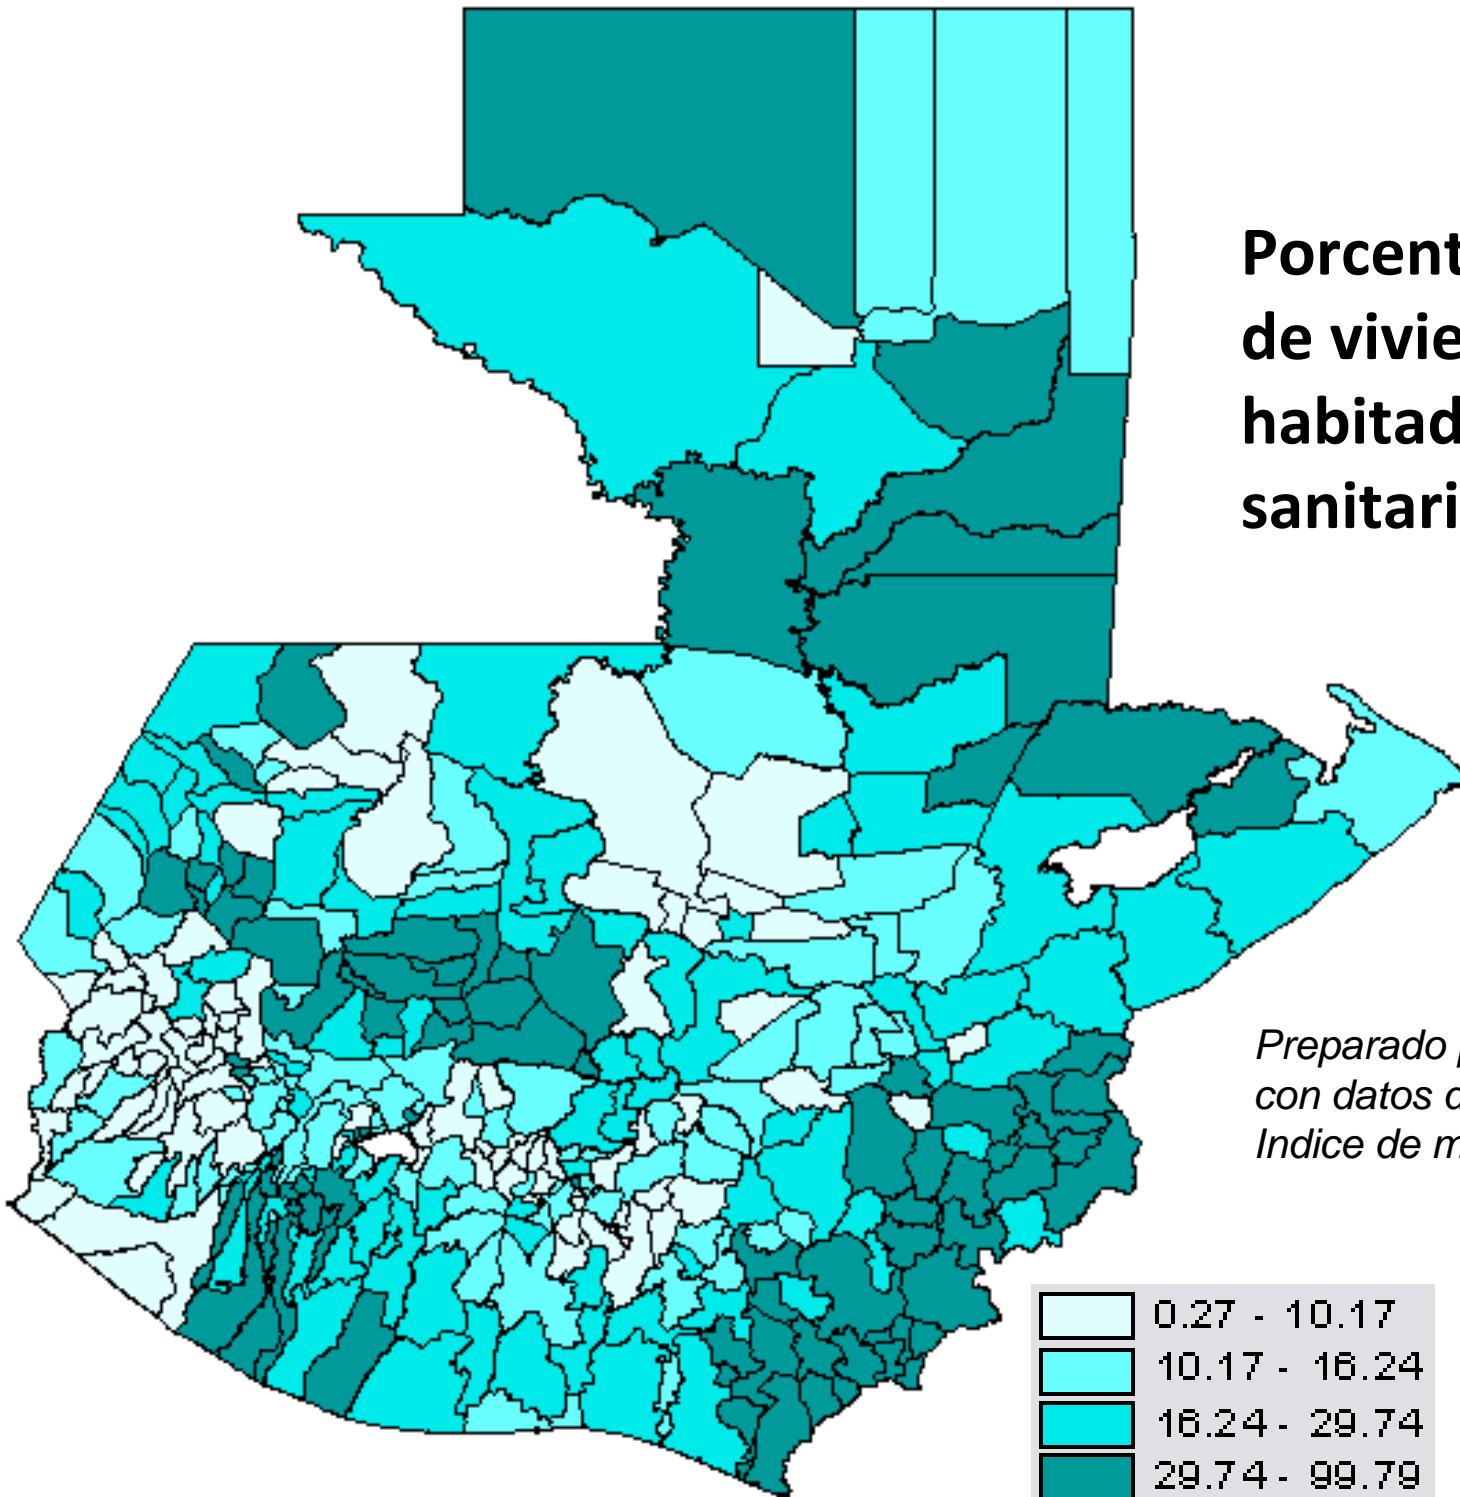 Porcent
de vivie
habitad
sanitari
Preparado p
con datos d
Indice de m
0.27 - 10.17
10.17 - 16.24
16.24 - 29.74
29.74 - 99.79